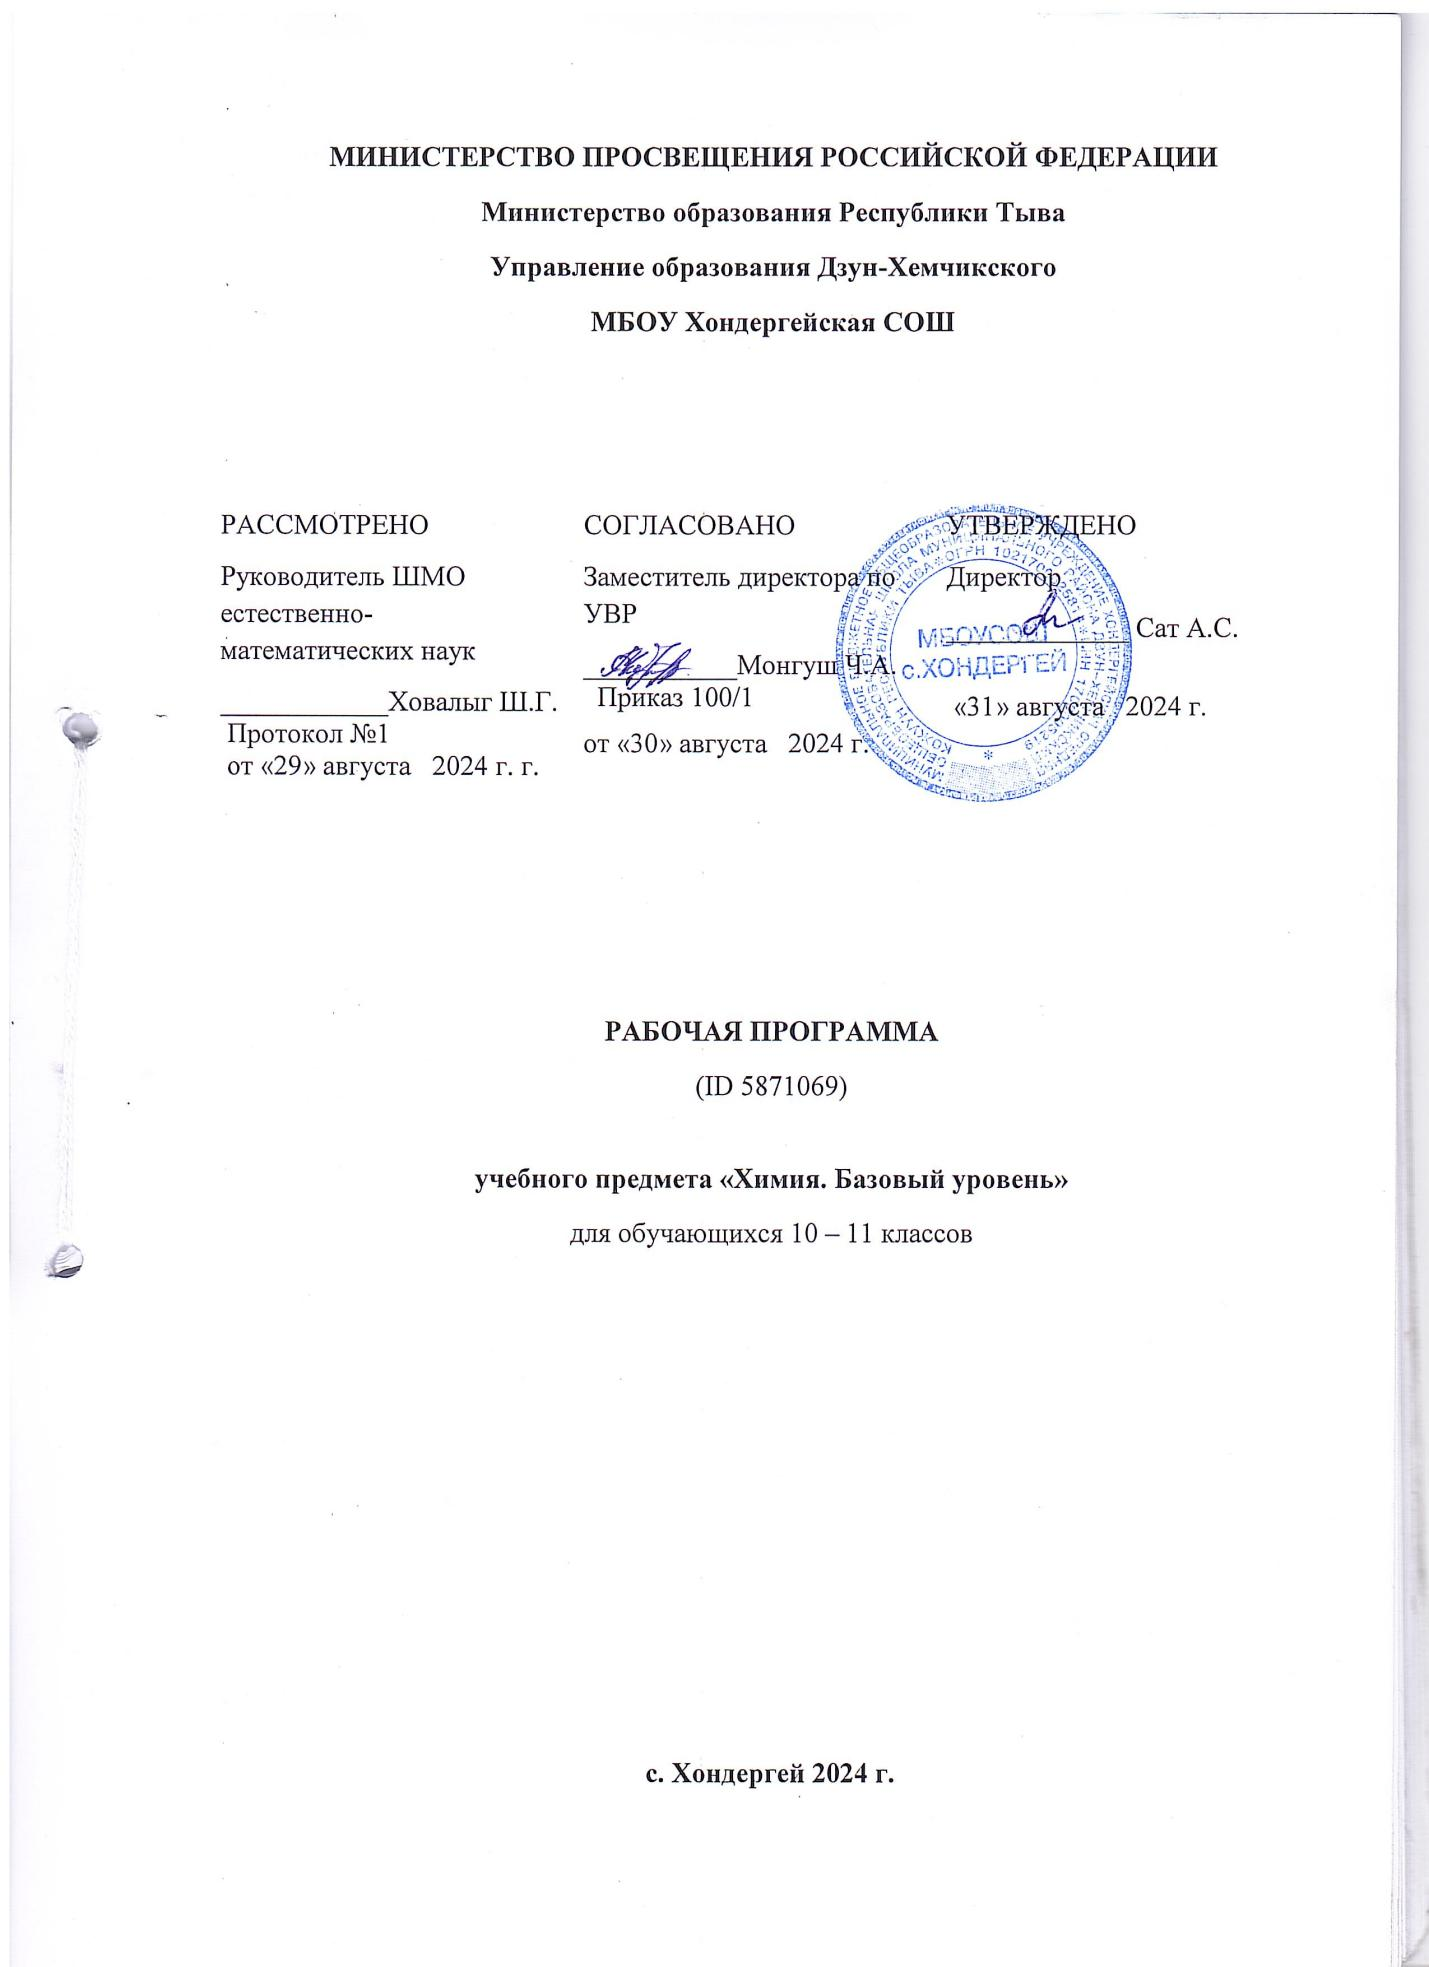 МИНИСТЕРСТВО ПРОСВЕЩЕНИЯ РОССИЙСКОЙ ФЕДЕРАЦИИ
Министерство образования Республики Тыва
Управление образования Дзун-Хемчикского
МБОУ Хондергейская СОШ
РАССМОТРЕНО
Руководитель ШМО
естественно-
математических наук
____________Ховалыг Ш.Г.
Протокол №1
от «29» августа 2024 г. г.
СОГЛАСОВАНО
Заместитель директора по
УВР
___________Монгуш Ч.А.
Приказ 100/1
от «30» августа 2024 г.
УТВЕРЖДЕНО
Директор
_____________ Сат А.С.
«31» августа 2024 г.
МБОУСОШ
с.ХОНДЕРГЕЙ
РАБОЧАЯ ПРОГРАММА
(ID 5871069)
учебного предмета «Химия. Базовый уровень»
для обучающихся 10 – 11 классов
с. Хондергей 2024 г.